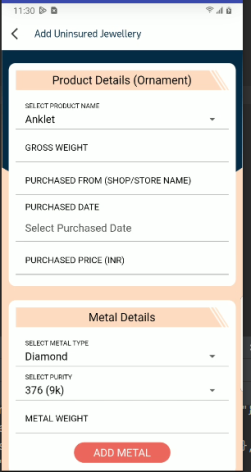 11:30
Add Uninsured Jewellery
Product Details (Ornament)
SELECT PRODUCT NAME
Anklet
GROSS WEIGHT
PURCHASED FROM (SHOP/STORE NAME)
PURCHASED DATE
Select Purchased Date
PURCHASED PRICE (INR)
Metal Details
SELECT METAL TYPE
Diamond
SELECT PURITY
376 (9k)
METAL WEIGHT
ADD METAL